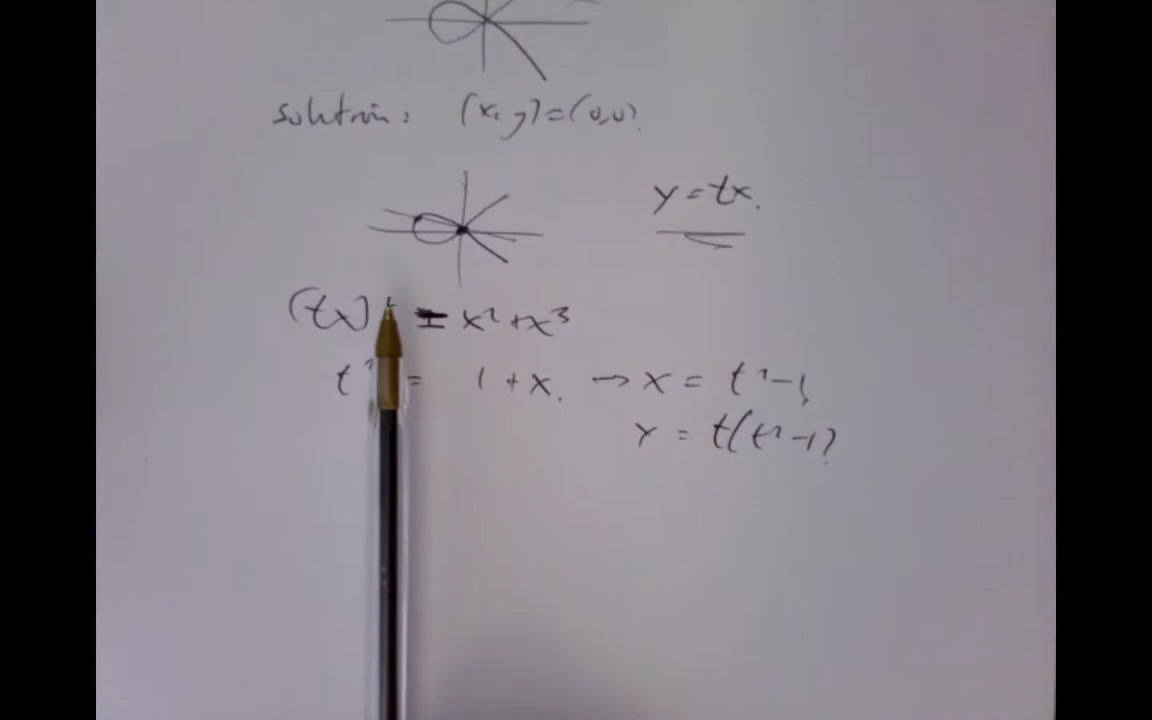 solution: (x, y) = (0,0).
y = tx.
(tx)² = x² + x³
t² = 1 + x. → x = t² - 1,
y = t(t² - 1)